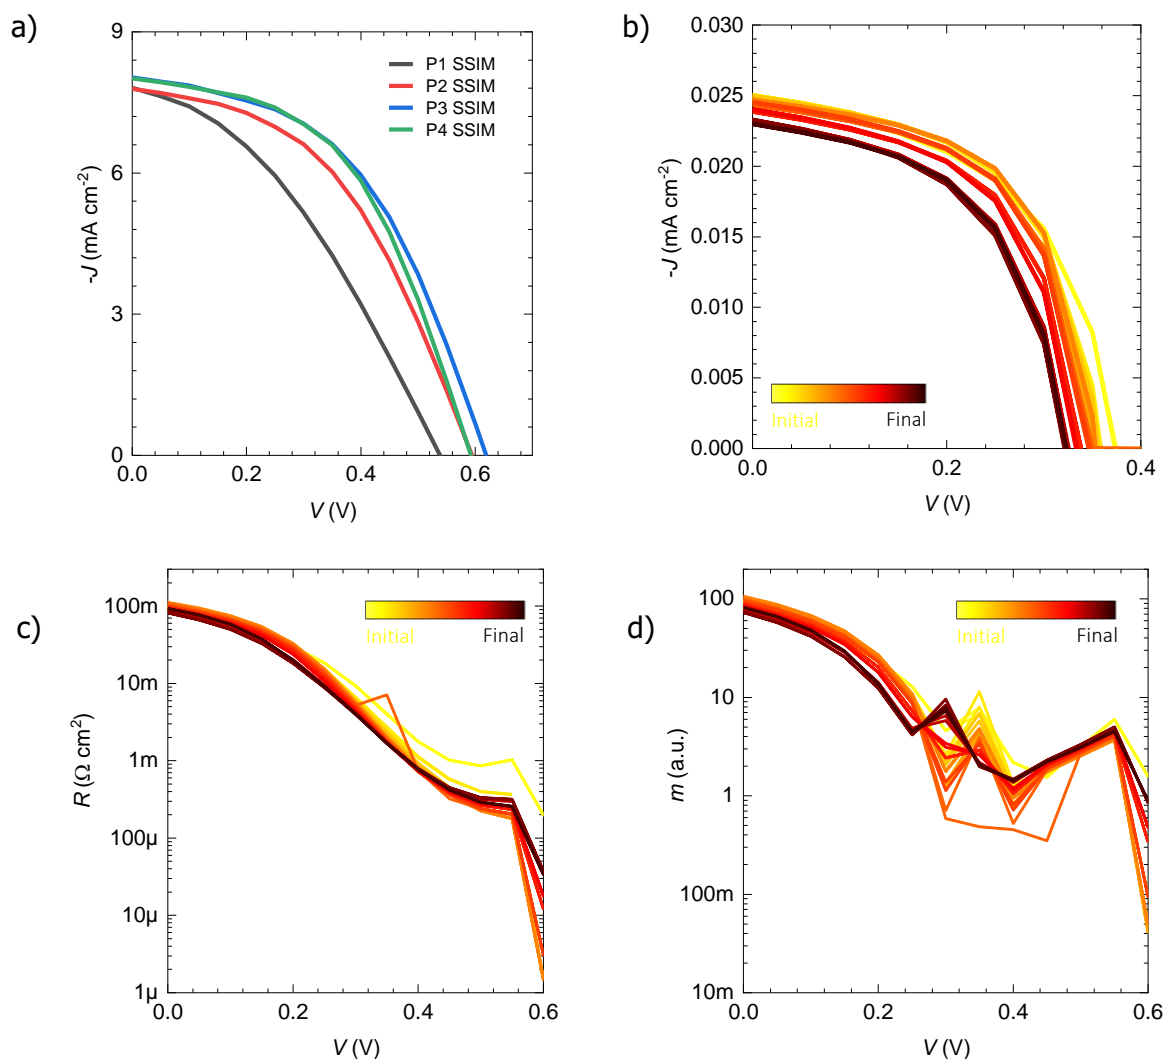 a)
9
6
3
0
-J (mA cm-2)
0.0 0.2 0.4 0.6
V (V)
P1 SSIM
P2 SSIM
P3 SSIM
P4 SSIM
b)
0.030
0.025
0.020
0.015
0.010
0.005
0.000
-J (mA cm-2)
Initial Final
0.0 0.2 0.4
V (V)
c)
100m
10m
1m
100µ
10µ
1µ
R (Ω cm2)
Initial Final
0.0 0.2 0.4 0.6
V (V)
d)
100
10
1
100m
10m
m (a.u.)
Initial Final
0.0 0.2 0.4 0.6
V (V)